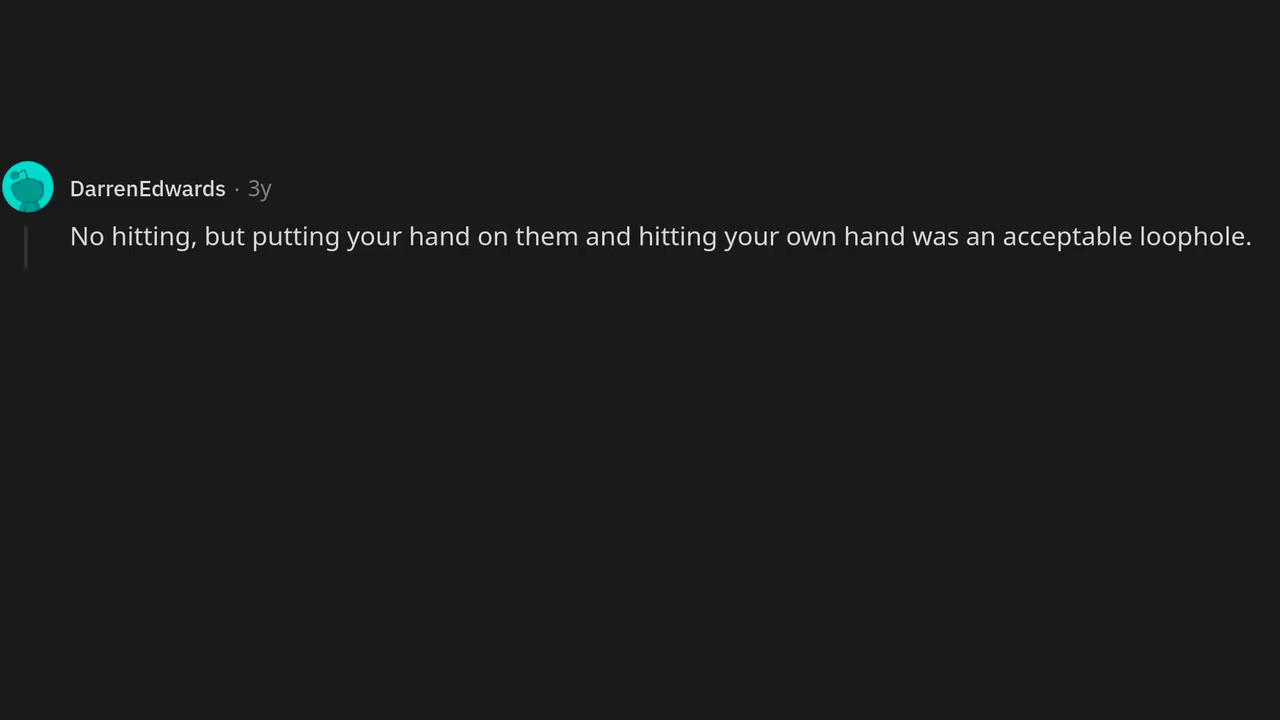 DarrenEdwards · 3y
No hitting, but putting your hand on them and hitting your own hand was an acceptable loophole.